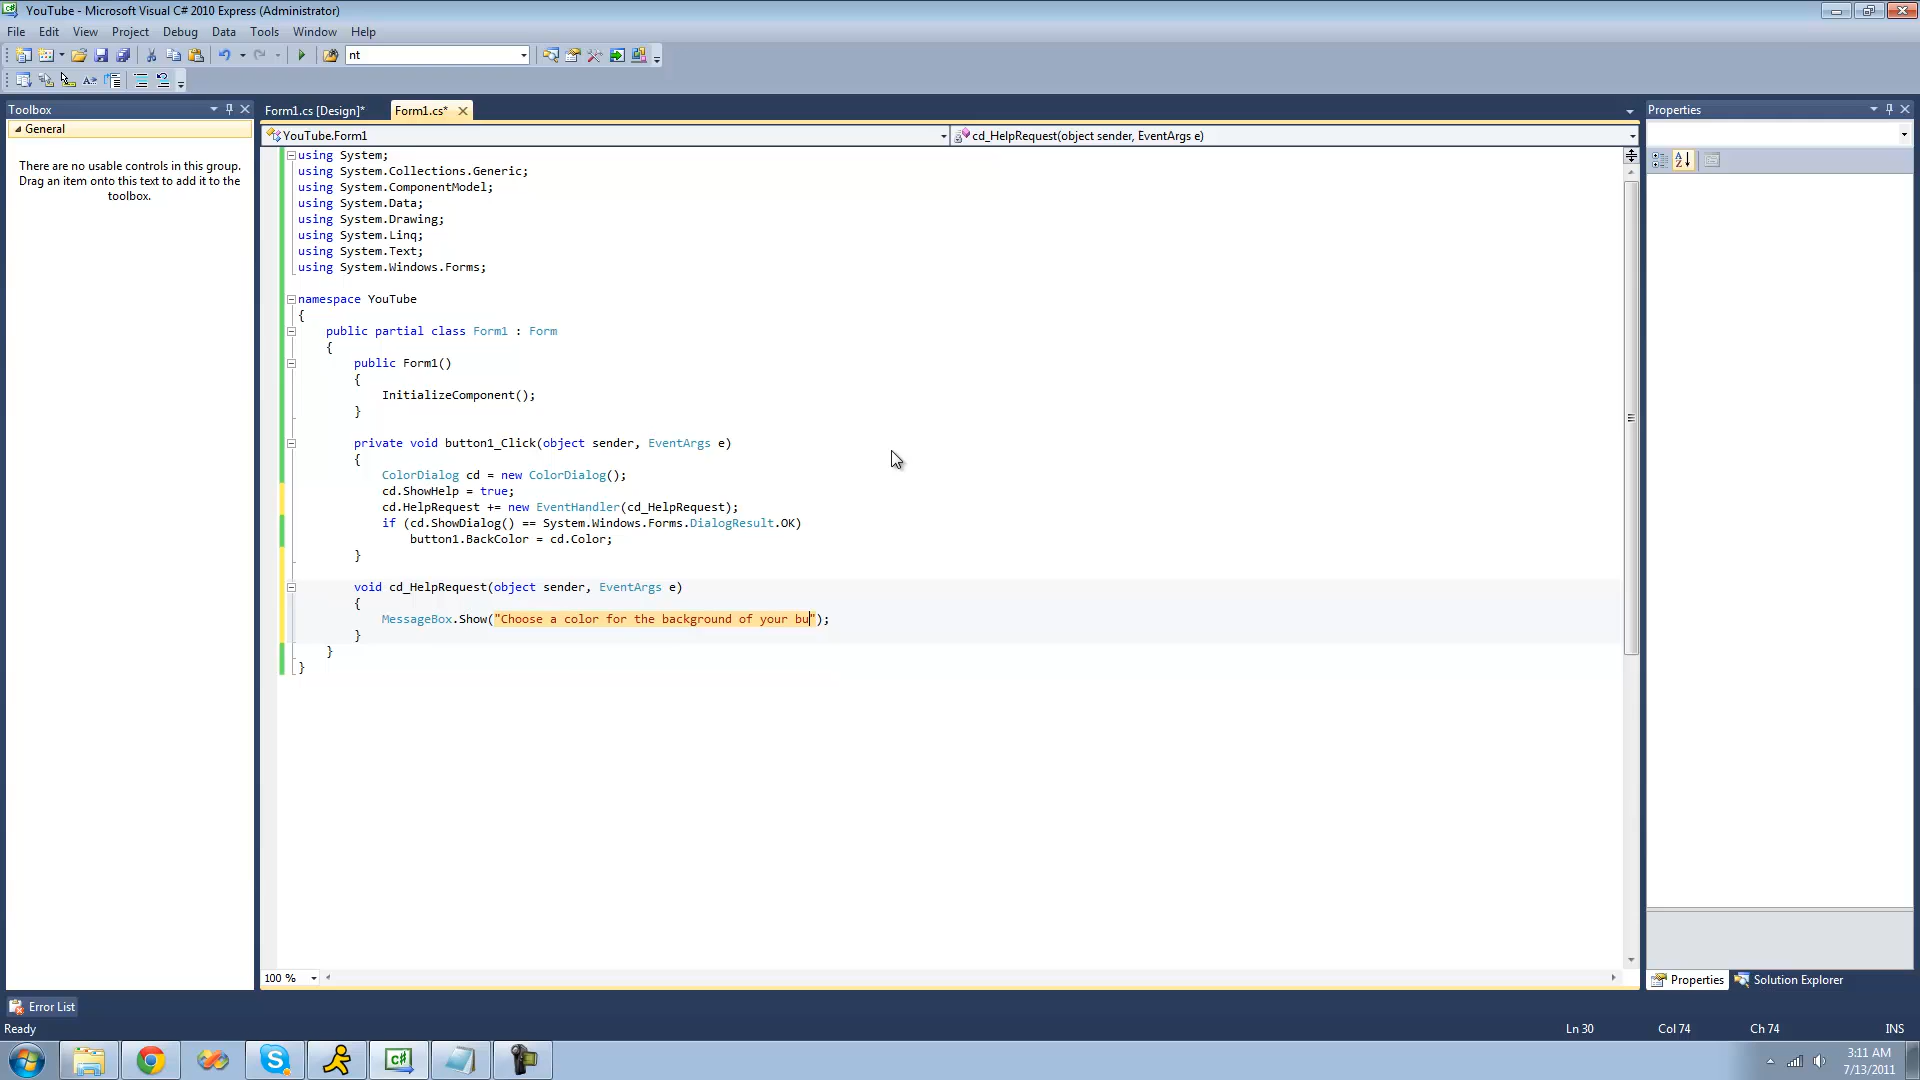 YouTube - Microsoft Visual C# 2010 Express (Administrator)
File Edit View Project Debug Data Tools Window Help
nt
Toolbox
General
There are no usable controls in this group.
Drag an item onto this text to add it to the
toolbox.
Form1.cs [Design]* Form1.cs*
YouTube.Form1 cd_HelpRequest(object sender, EventArgs e)
using System;
using System.Collections.Generic;
using System.ComponentModel;
using System.Data;
using System.Drawing;
using System.Linq;
using System.Text;
using System.Windows.Forms;
namespace YouTube
{
public partial class Form1 : Form
{
public Form1()
{
InitializeComponent();
}
private void button1_Click(object sender, EventArgs e)
{
ColorDialog cd = new ColorDialog();
cd.ShowHelp = true;
cd.HelpRequest += new EventHandler(cd_HelpRequest);
if (cd.ShowDialog() == System.Windows.Forms.DialogResult.OK)
button1.BackColor = cd.Color;
}
void cd_HelpRequest(object sender, EventArgs e)
{
MessageBox.Show("Choose a color for the background of your bu");
}
}
}
100 %
Properties
Properties Solution Explorer
Error List
Ready Ln 30 Col 74 Ch 74 INS
3:11 AM
7/13/2011